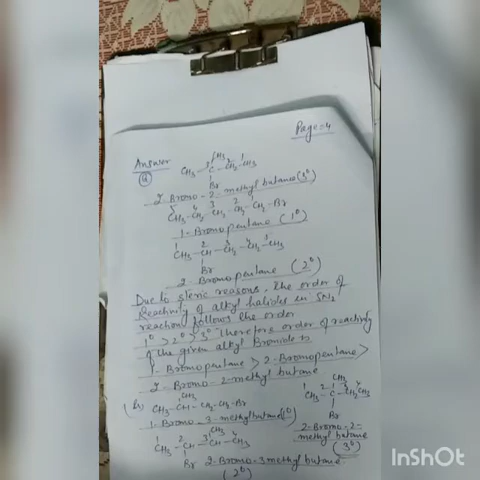 Page=4
Answer
(a)
CH3
CH3 - C - CH2 - CH3
Br
2-Bromo-2-methyl butane (3°)
CH3 CH2 CH2 CH2 - CH2 - Br
1-Bromopentane (1°)
CH3 - CH - CH2 - CH2 - CH3
Br
2-Bromopentane (2°)
Due to steric reasons, the order of
Reactivity of alkyl halides in SN2
reactions follows the order
1° > 2° > 3° Therefore order of reactivity
of the given alkyl Bromide is
1-Bromopentane > 2-Bromopentane >
2-Bromo-2-methyl butane
(b)
CH3
CH3 - CH - CH2 - CH2 - Br
1-Bromo-3-methylbutane (1°)
CH3
CH3 - CH - CH - CH3
Br
2-Bromo-3 methyl butane
(2°)
CH3
CH3 - C - CH2CH3
Br
2-Bromo-2-
methyl butane
(3°)
InShOt